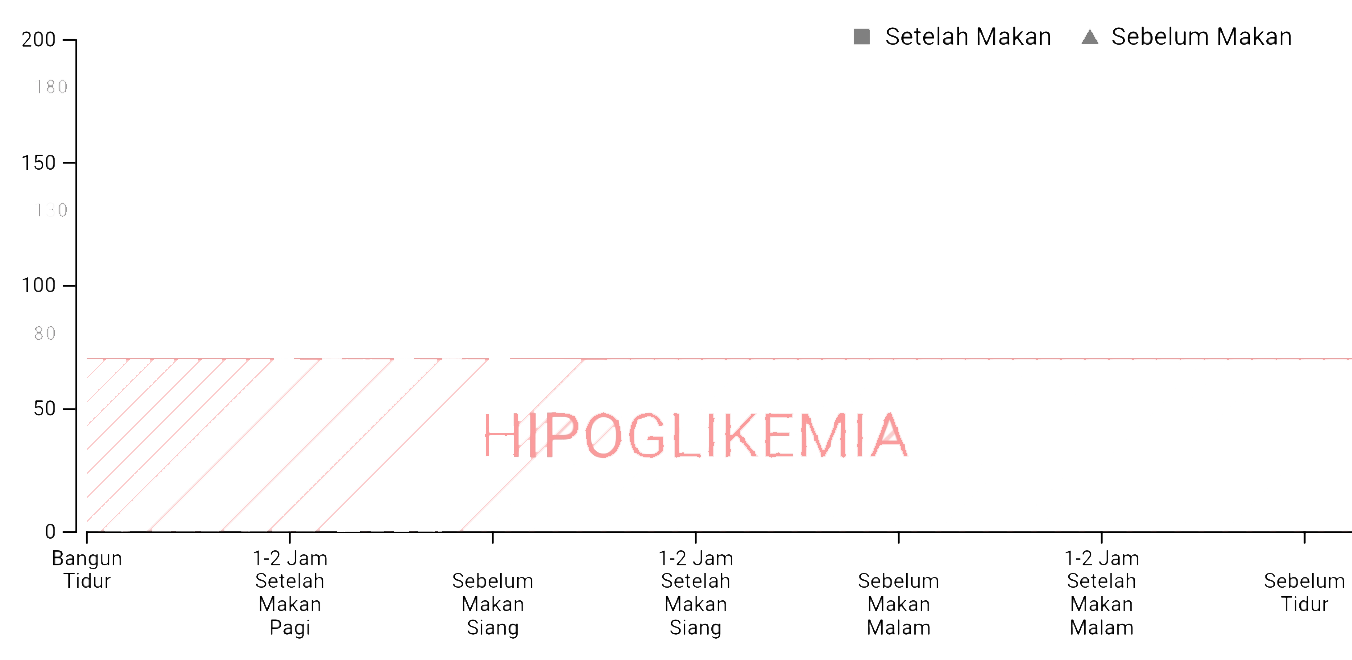 Setelah Makan
Sebelum Makan
200
180
150
100
80
50
HIPOGLIKEMIA
0
Bangun
Tidur
1-2 Jam
Setelah
Makan
Pagi
Sebelum
Makan
Siang
1-2 Jam
Setelah
Makan
Siang
Sebelum
Makan
Malam
1-2 Jam
Setelah
Makan
Malam
Sebelum
Tidur